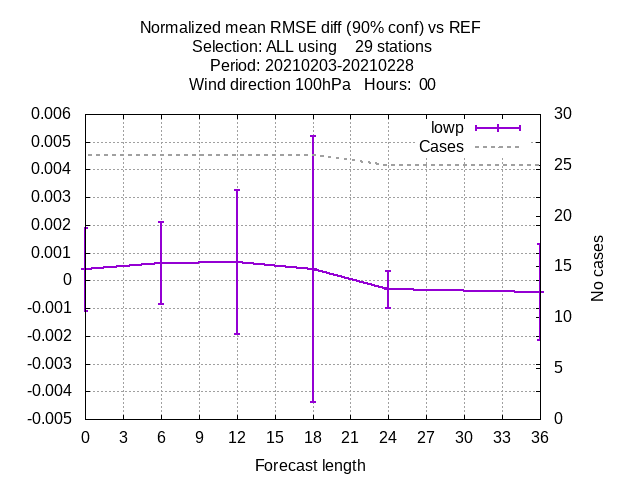 Normalized mean RMSE diff (90% conf) vs REF
Selection: ALL using    29 stations
Period: 20210203-20210228
Wind direction 100hPa   Hours:  00
lowp
Cases
0.006
0.005
0.004
0.003
0.002
0.001
0
-0.001
-0.002
-0.003
-0.004
-0.005
30
25
20
15
10
5
0
No cases
0 3 6 9 12 15 18 21 24 27 30 33 36
Forecast length